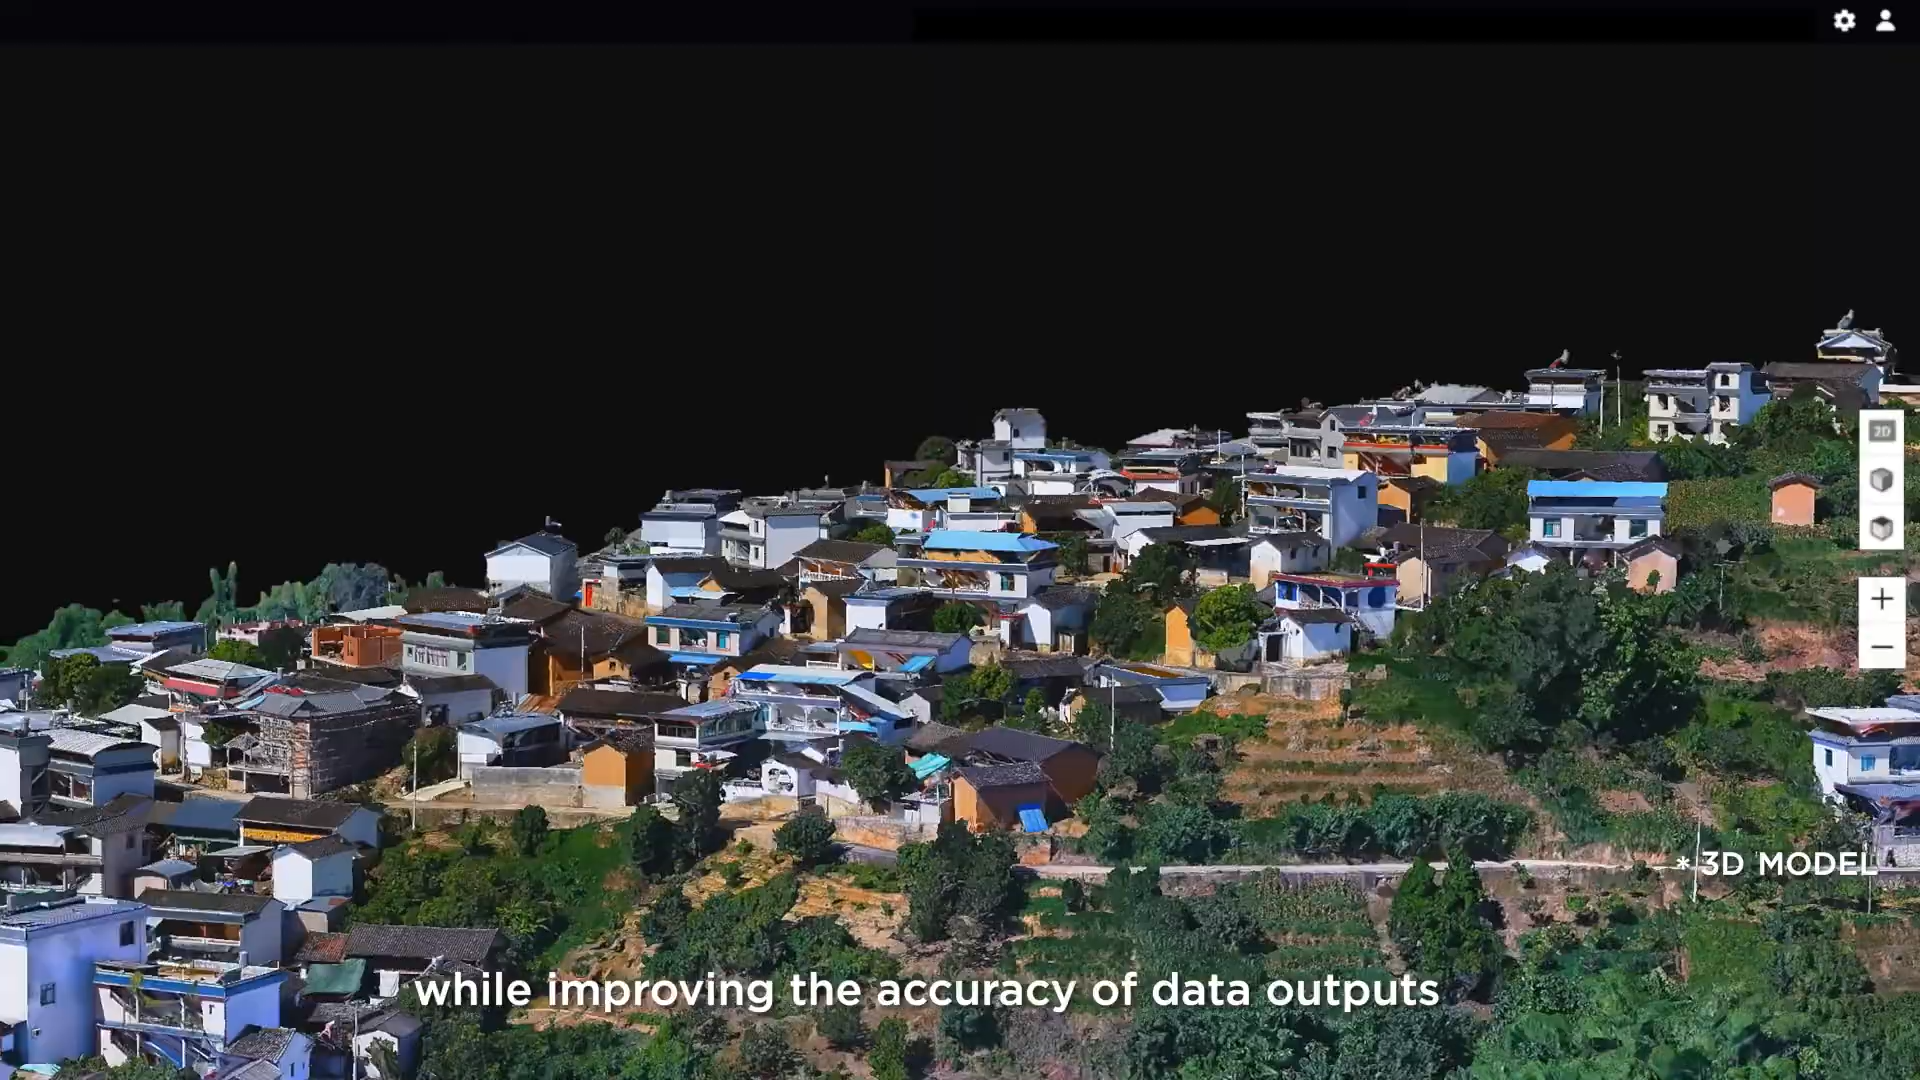 2D
* 3D MODEL
while improving the accuracy of data outputs